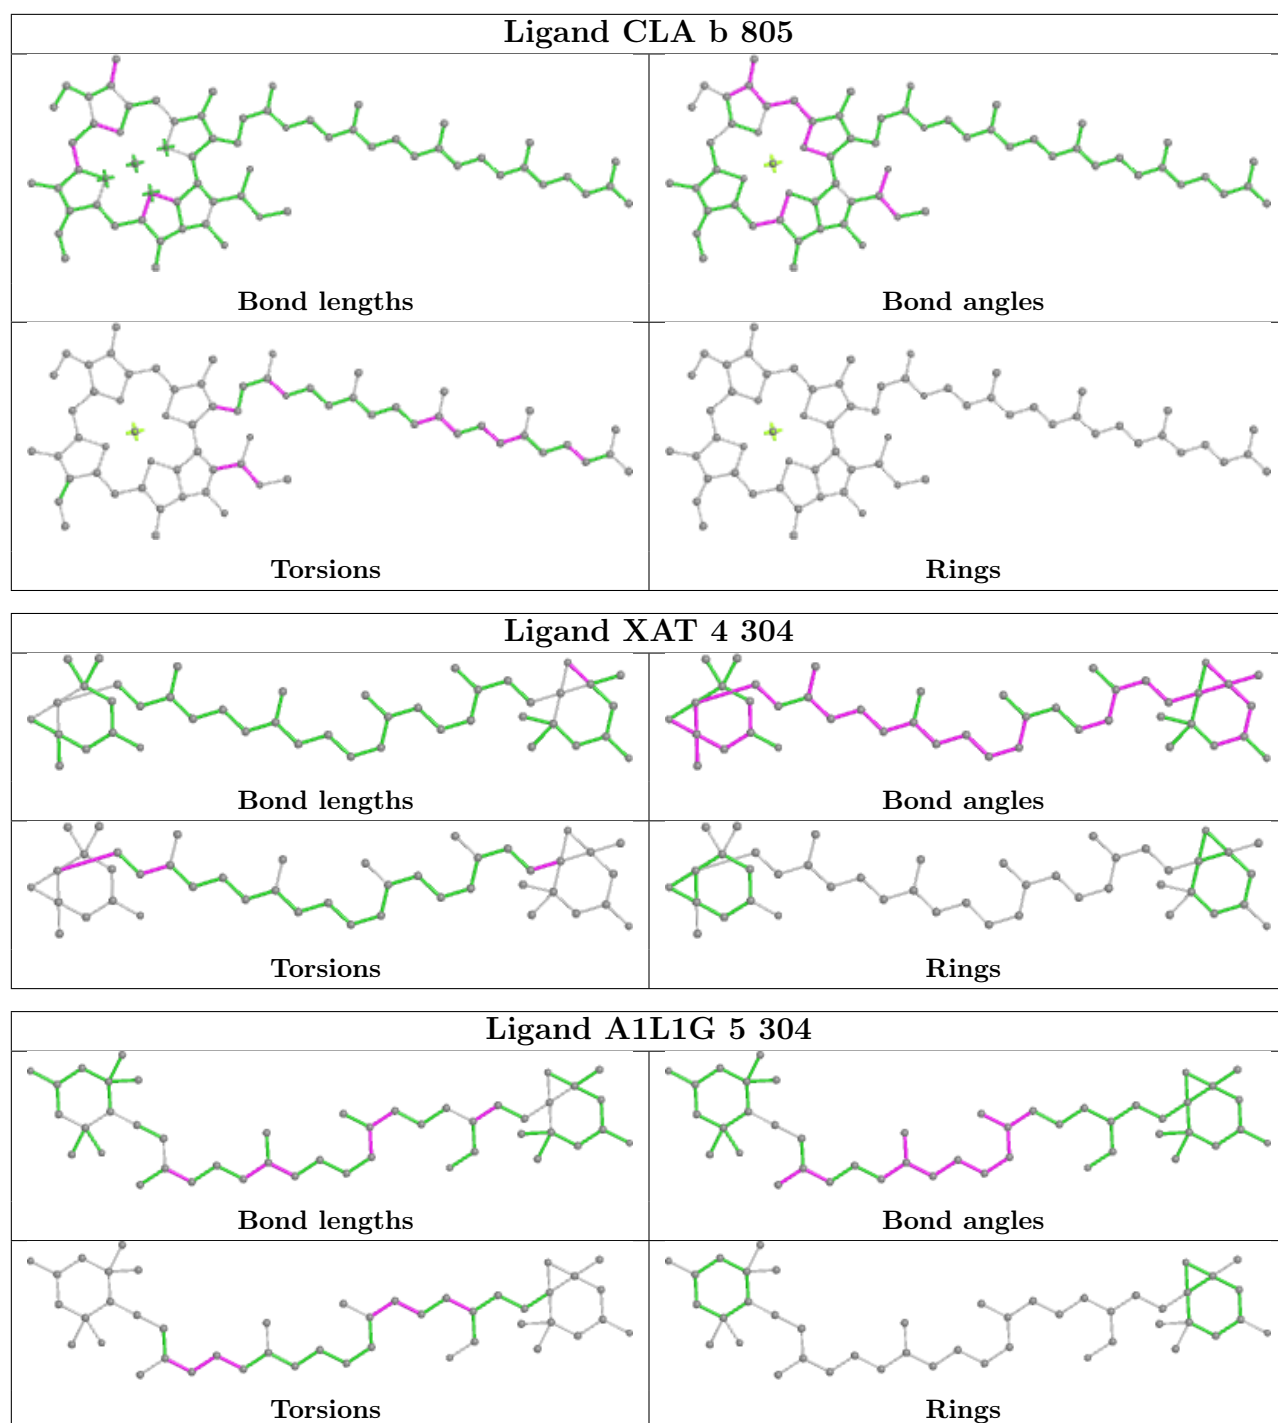 Ligand CLA b 805
Bond lengths
Bond angles
Torsions
Rings
Ligand XAT 4 304
Bond lengths
Bond angles
Torsions
Rings
Ligand A1L1G 5 304
Bond lengths
Bond angles
Torsions
Rings